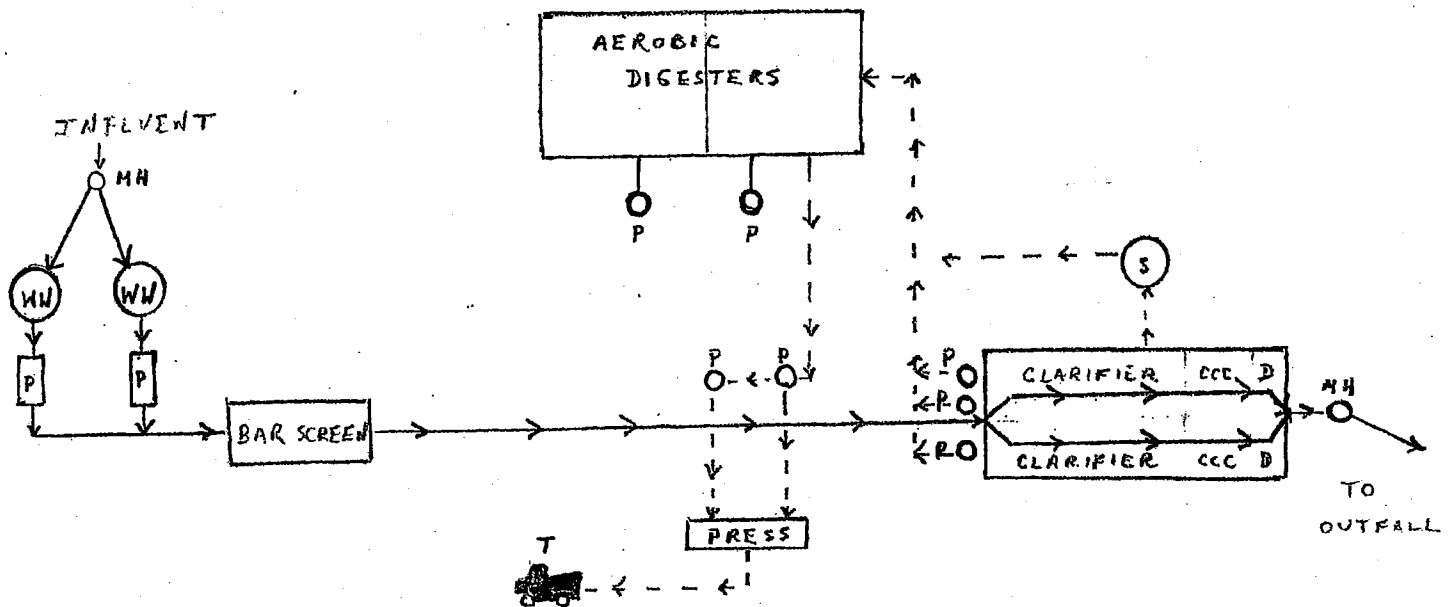 AEROBIC
DIGESTERS
INFLUENT
MH
P
P
WW
WW
S
P
P
P
P
P
CLARIFIER CCC D
MH
P
BAR SCREEN
R
CLARIFIER CCC D
TO
OUTFALL
PRESS
T